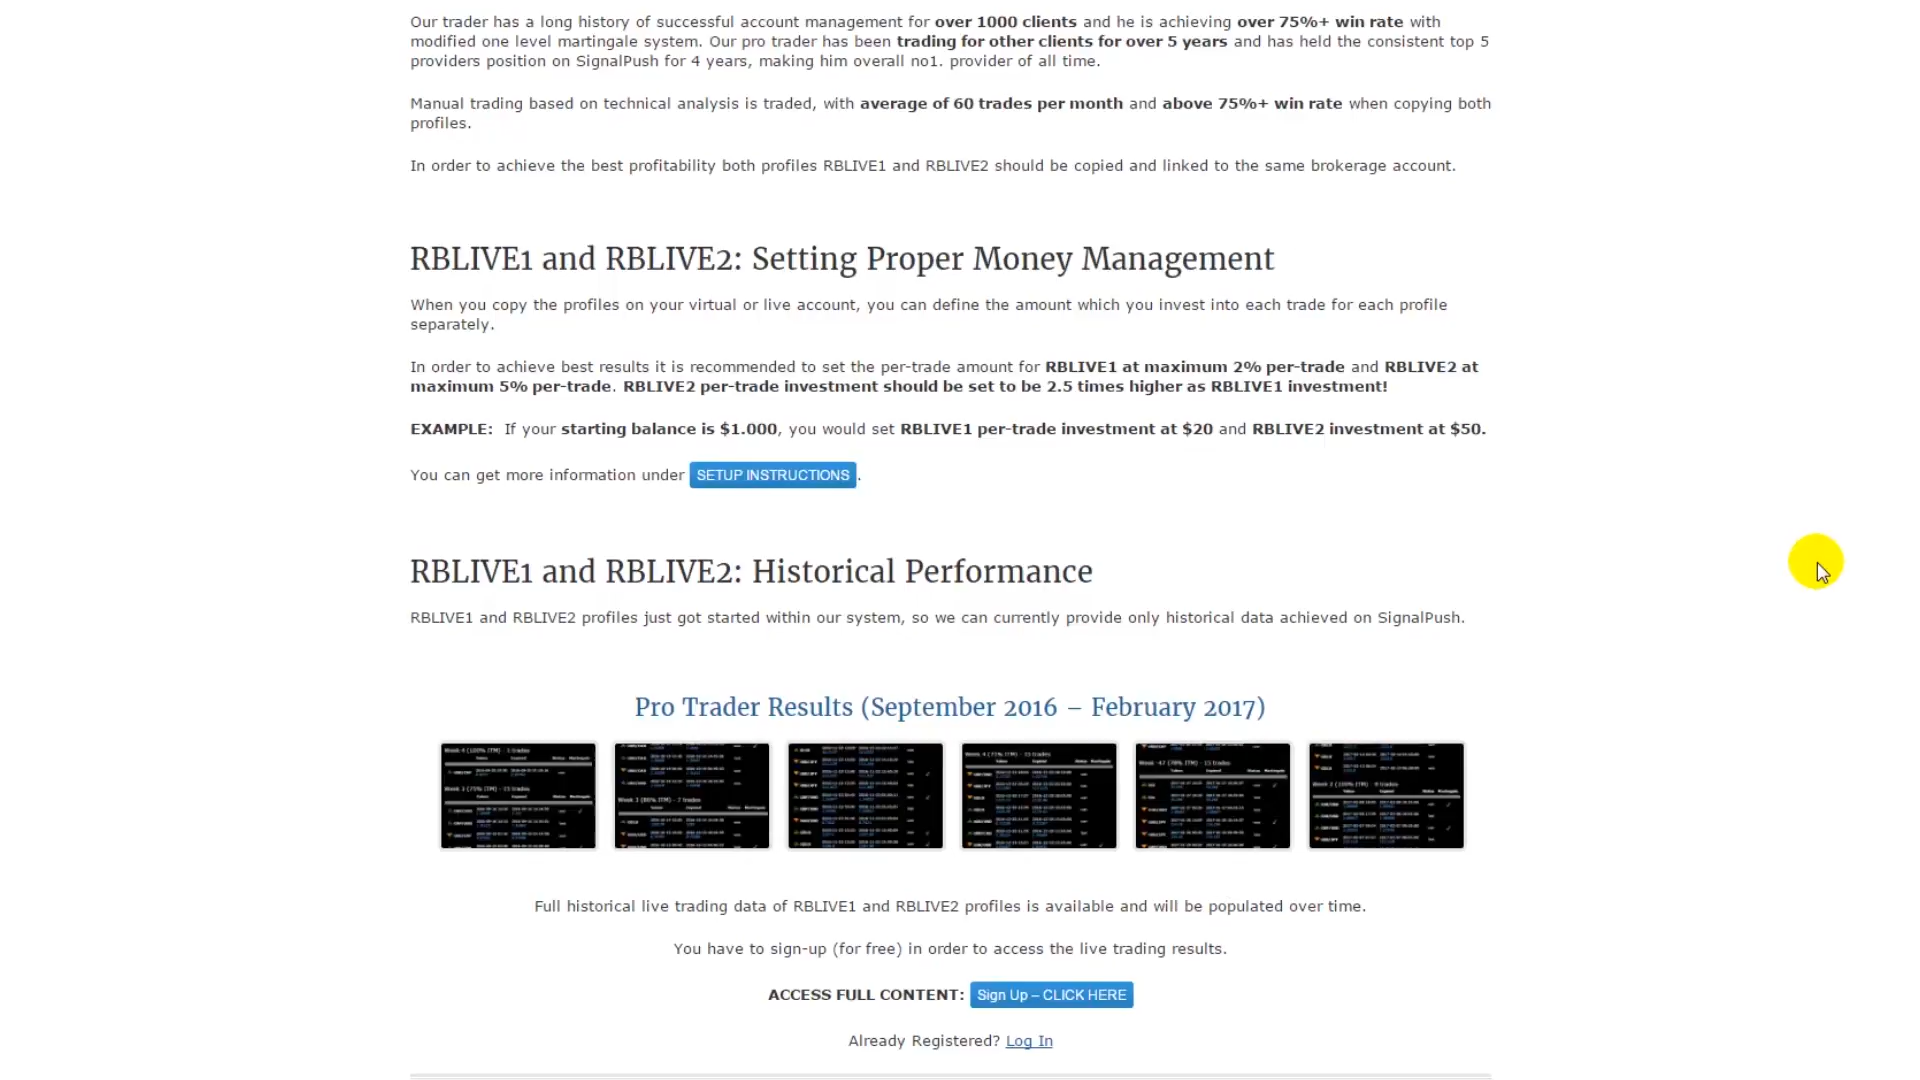 Our trader has a long history of successful account management for over 1000 clients and he is achieving over 75%+ win rate with
modified one level martingale system. Our pro trader has been trading for other clients for over 5 years and has held the consistent top 5
providers position on SignalPush for 4 years, making him overall no1. provider of all time.
Manual trading based on technical analysis is traded, with average of 60 trades per month and above 75%+ win rate when copying both
profiles.
In order to achieve the best profitability both profiles RBLIVE1 and RBLIVE2 should be copied and linked to the same brokerage account.
RBLIVE1 and RBLIVE2: Setting Proper Money Management
When you copy the profiles on your virtual or live account, you can define the amount which you invest into each trade for each profile
separately.
In order to achieve best results it is recommended to set the per-trade amount for RBLIVE1 at maximum 2% per-trade and RBLIVE2 at
maximum 5% per-trade. RBLIVE2 per-trade investment should be set to be 2.5 times higher as RBLIVE1 investment!
EXAMPLE: If your starting balance is $1.000, you would set RBLIVE1 per-trade investment at $20 and RBLIVE2 investment at $50.
You can get more information under SETUP INSTRUCTIONS.
RBLIVE1 and RBLIVE2: Historical Performance
RBLIVE1 and RBLIVE2 profiles just got started within our system, so we can currently provide only historical data achieved on SignalPush.
Pro Trader Results (September 2016 – February 2017)
Full historical live trading data of RBLIVE1 and RBLIVE2 profiles is available and will be populated over time.
You have to sign-up (for free) in order to access the live trading results.
ACCESS FULL CONTENT: Sign Up – CLICK HERE
Already Registered? Log In